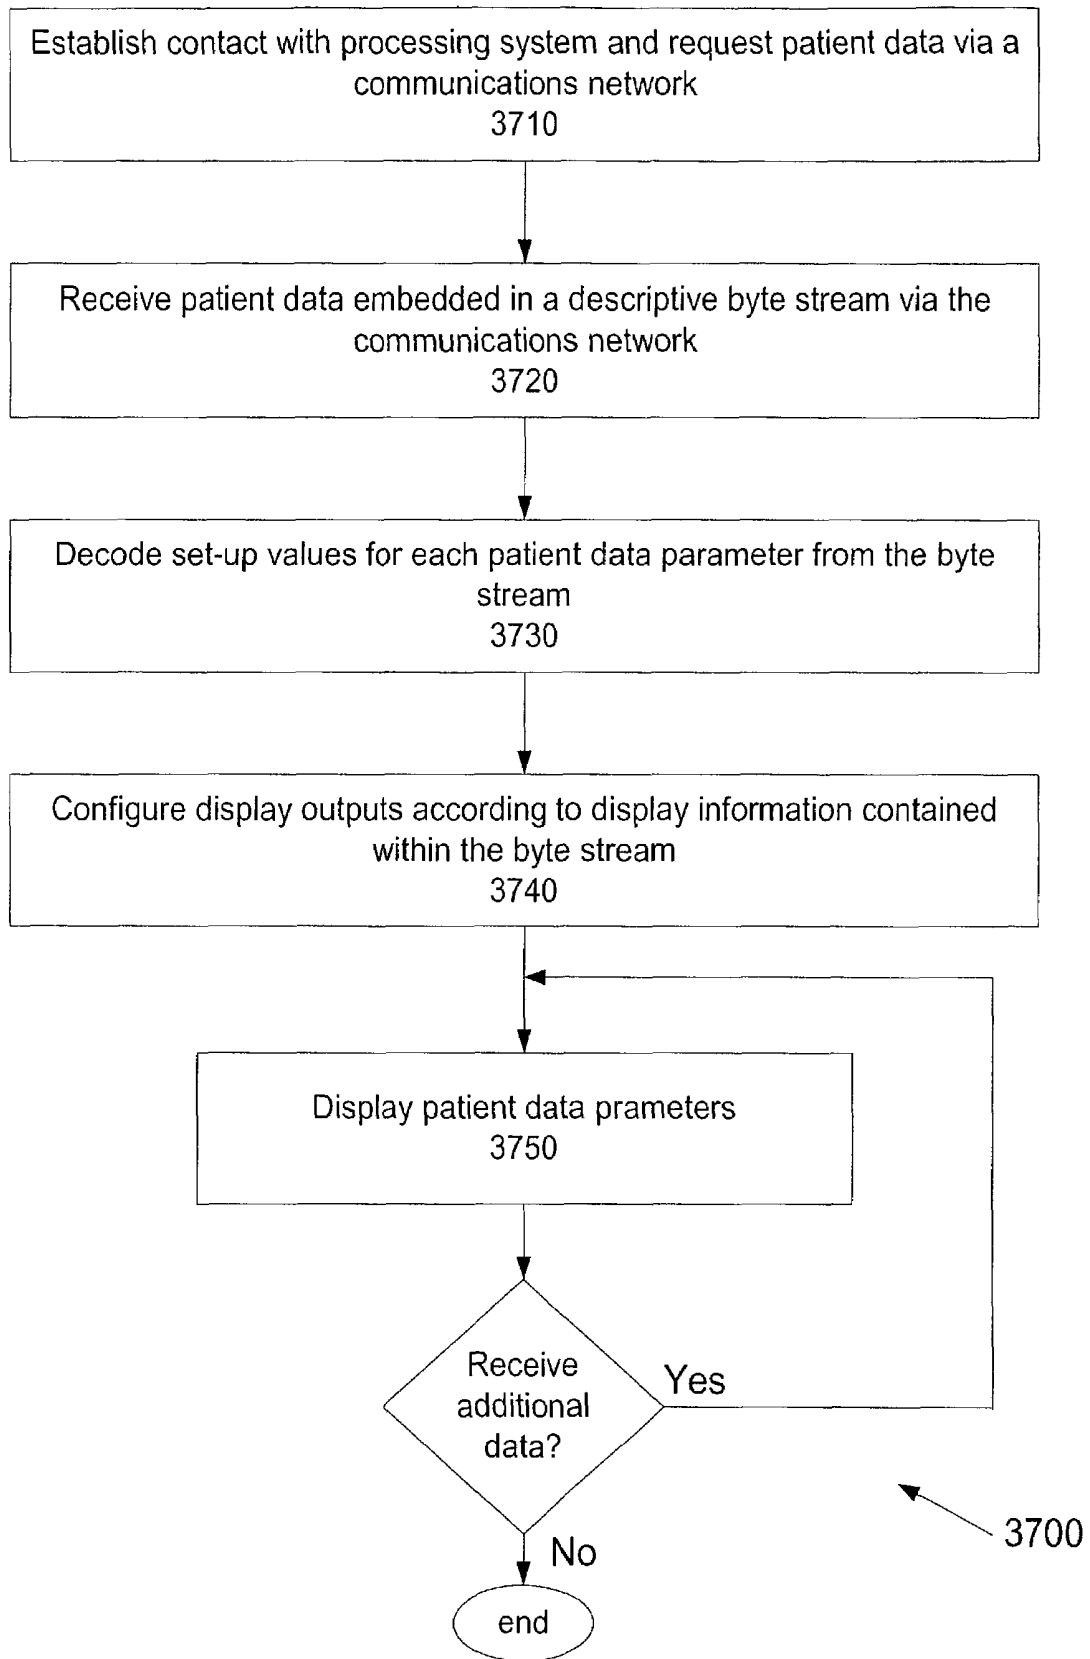 Establish contact with processing system and request patient data via a
communications network
3710
Receive patient data embedded in a descriptive byte stream via the
communications network
3720
Decode set-up values for each patient data parameter from the byte
stream
3730
Configure display outputs according to display information contained
within the byte stream
3740
Display patient data prameters
3750
Receive
additional
data?
Yes
3700
No
end